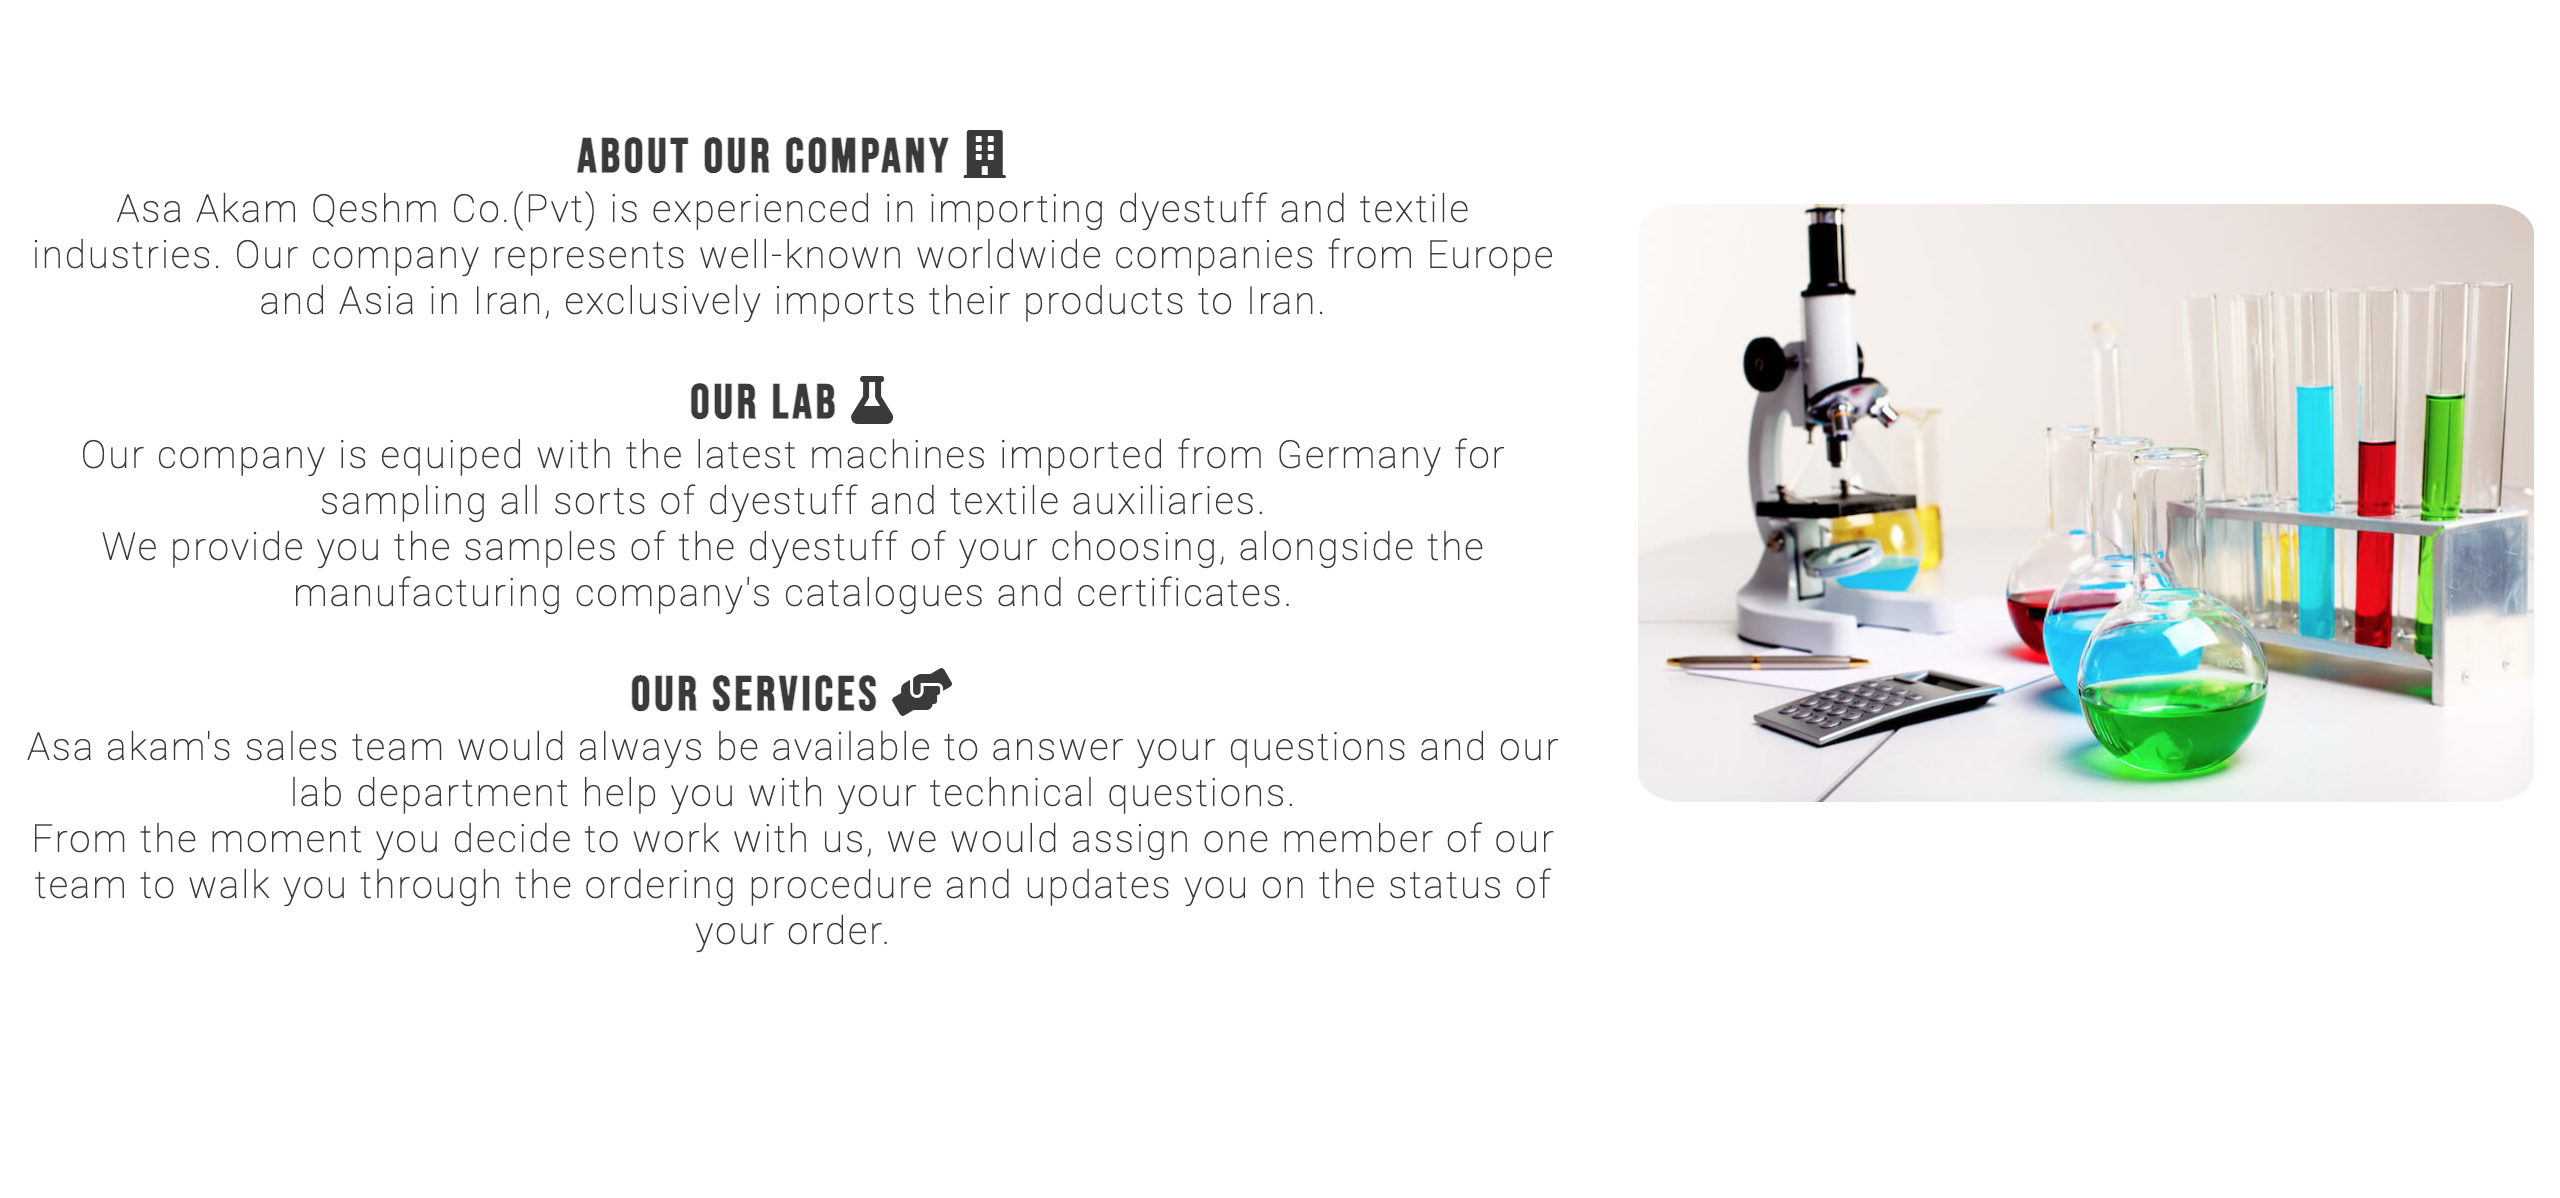 ABOUT OUR COMPANY
Asa Akam Qeshm Co.(Pvt) is experienced in importing dyestuff and textile
industries. Our company represents well-known worldwide companies from Europe
and Asia in Iran, exclusively imports their products to Iran.
OUR LAB
Our company is equiped with the latest machines imported from Germany for
sampling all sorts of dyestuff and textile auxiliaries.
We provide you the samples of the dyestuff of your choosing, alongside the
manufacturing company's catalogues and certificates.
OUR SERVICES
Asa akam's sales team would always be available to answer your questions and our
lab department help you with your technical questions.
From the moment you decide to work with us, we would assign one member of our
team to walk you through the ordering procedure and updates you on the status of
your order.